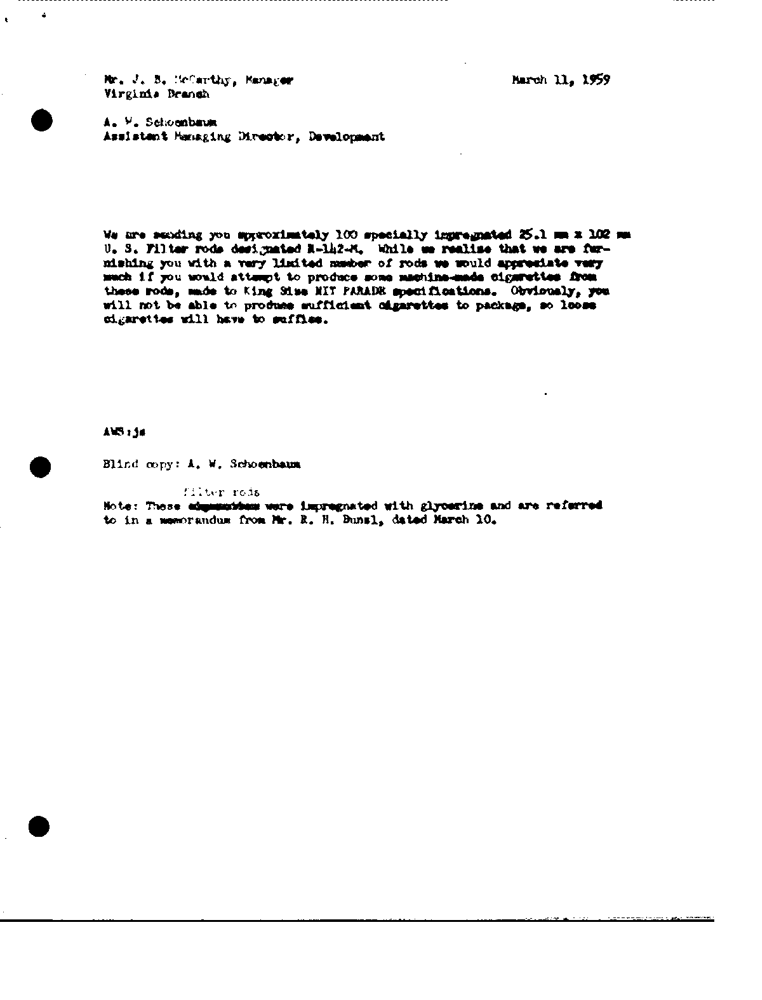 Mr. J. B. McCarthy, Manager March 11, 1959
Virginia Branch
A. W. Schoenbaum
Assistant Managing Director, Development
We are sending you approximately 100 specially impregnated 25.1 mm x 102 mm
U. S. Filter rods designated R-142-M. While we realize that we are fur-
nishing you with a very limited number of rods we would appreciate very
much if you would attempt to produce some machine-made cigarettes from
these rods, made to King Size HIT PARADE specifications. Obviously, you
will not be able to produce sufficient cigarettes to package, so loose
cigarettes will have to suffice.
AWS:js
Blind copy: A. W. Schoenbaum
filter rods
Note: These were impregnated with glycerine and are referred
to in a memorandum from Mr. R. H. Bunzl, dated March 10.